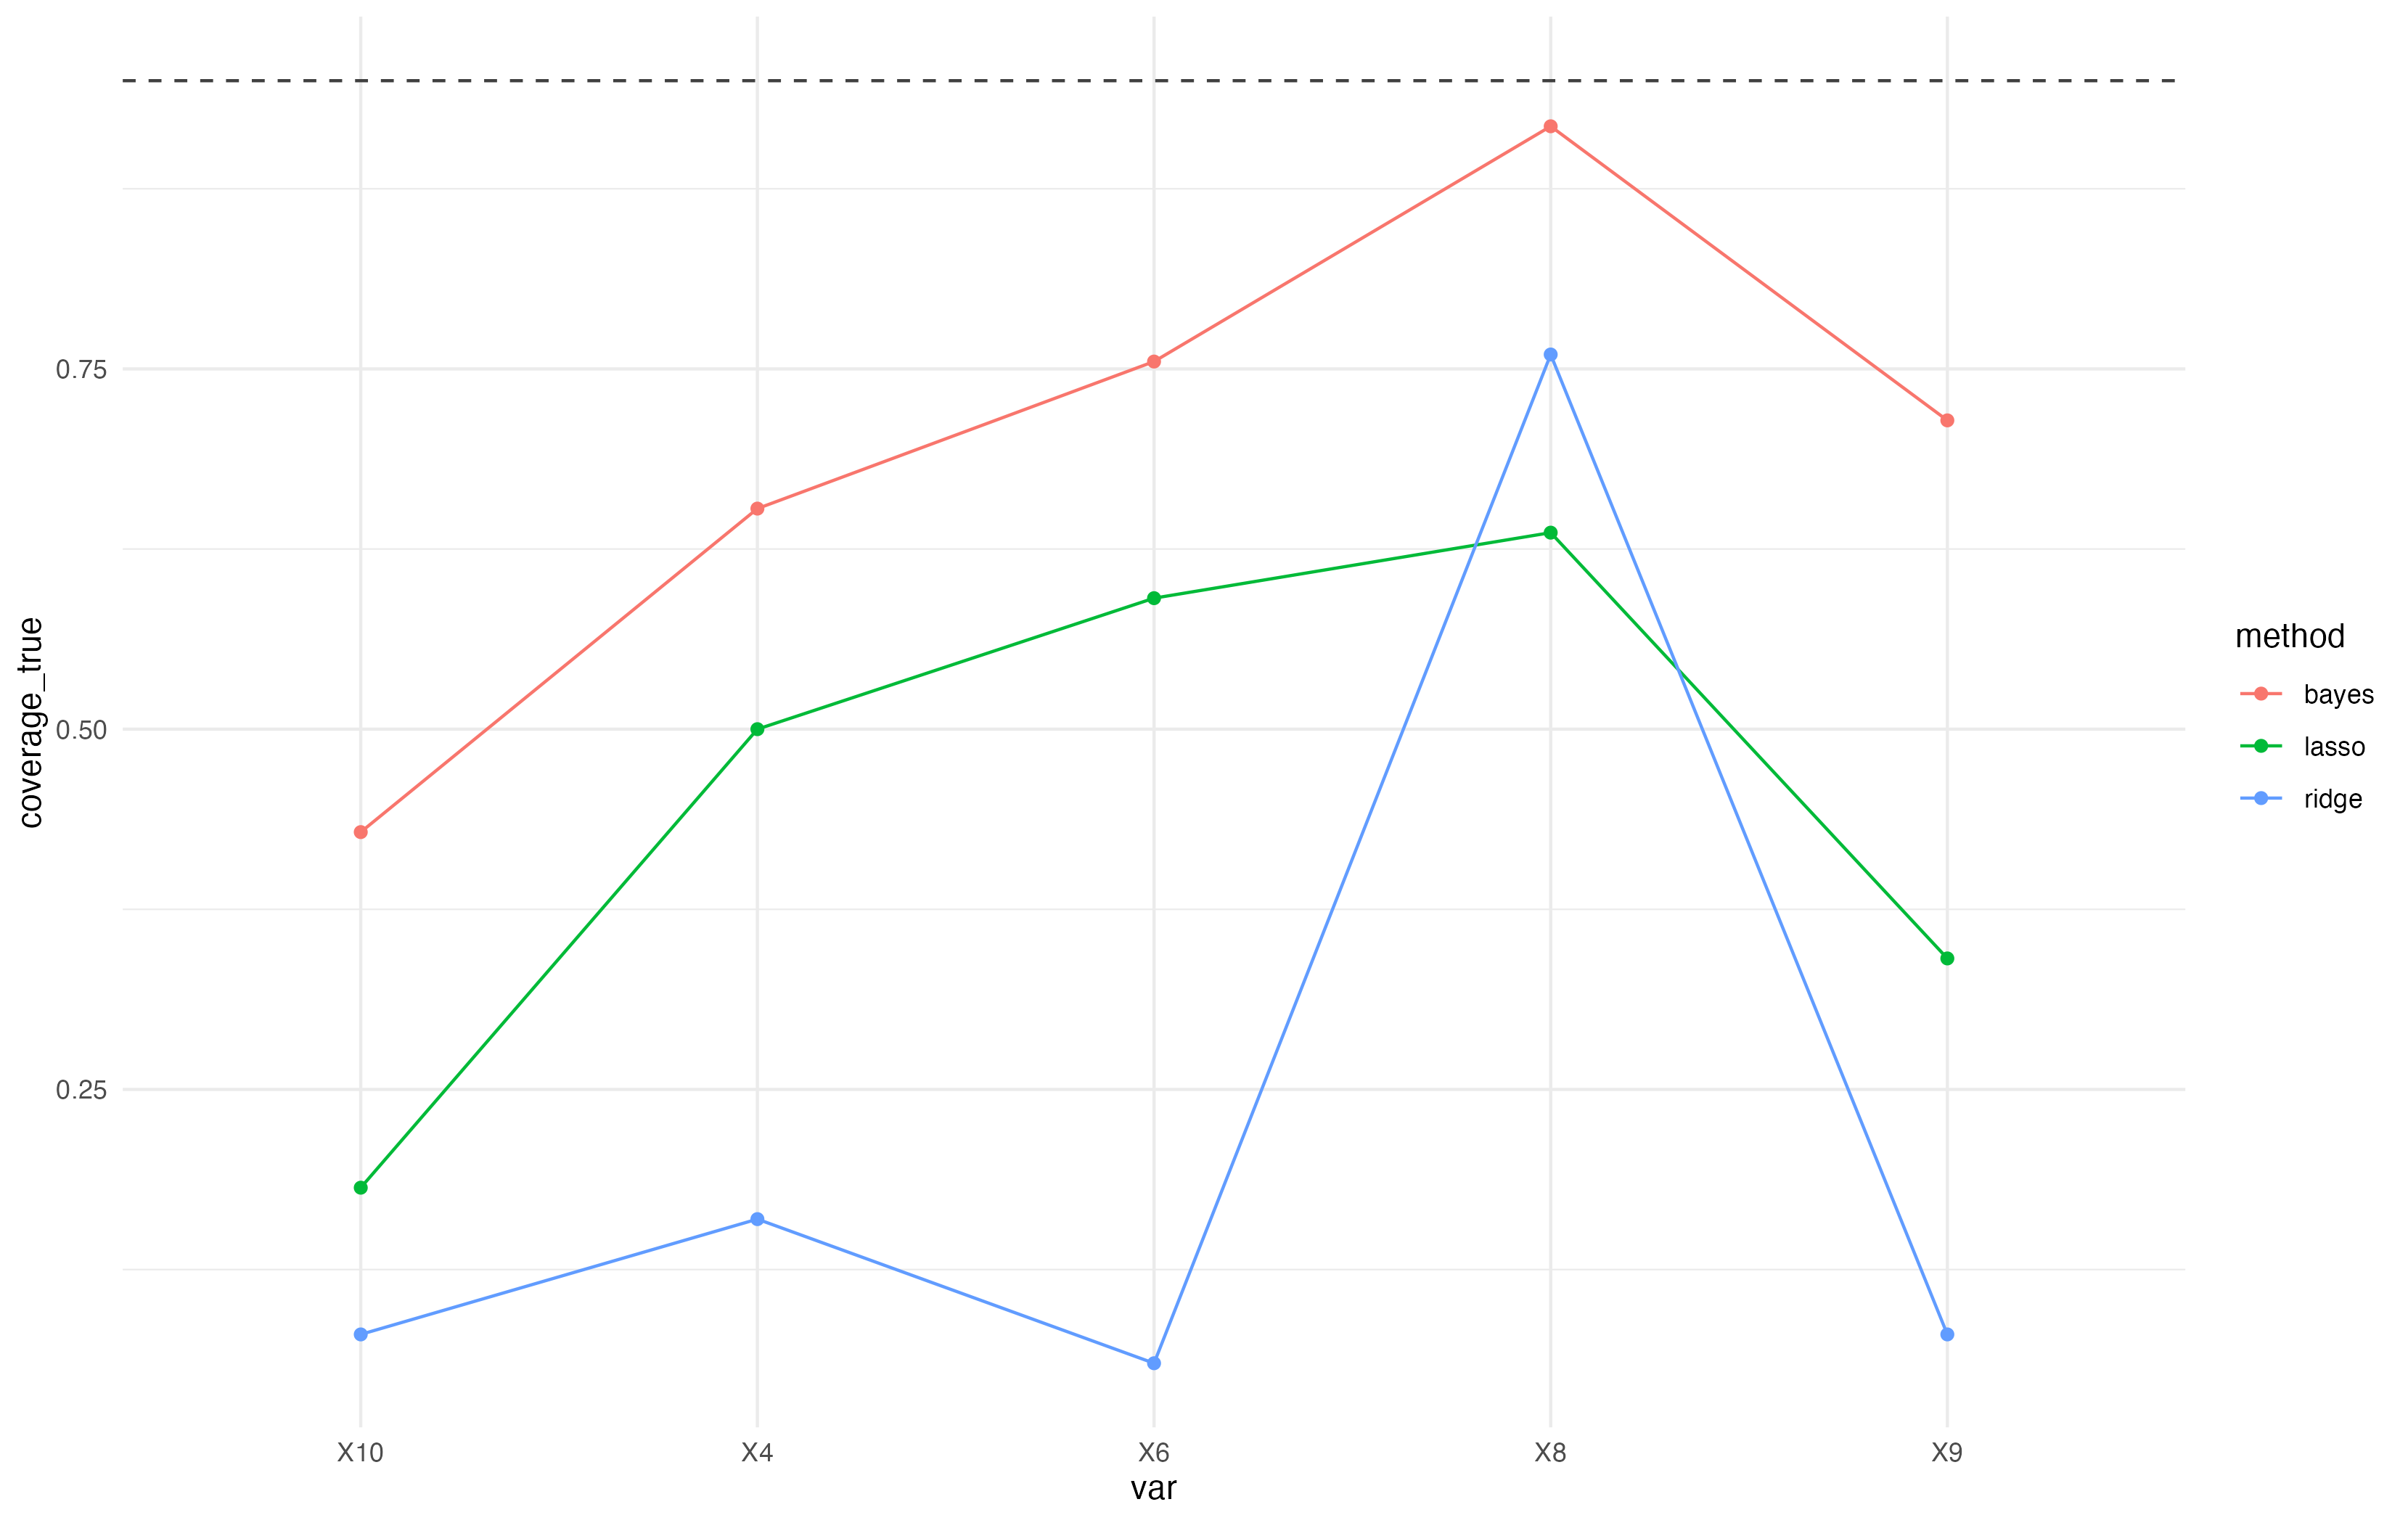 coverage_true
0.75
0.50
0.25
X10 X4 X6 X8 X9
var
method
bayes
lasso
ridge